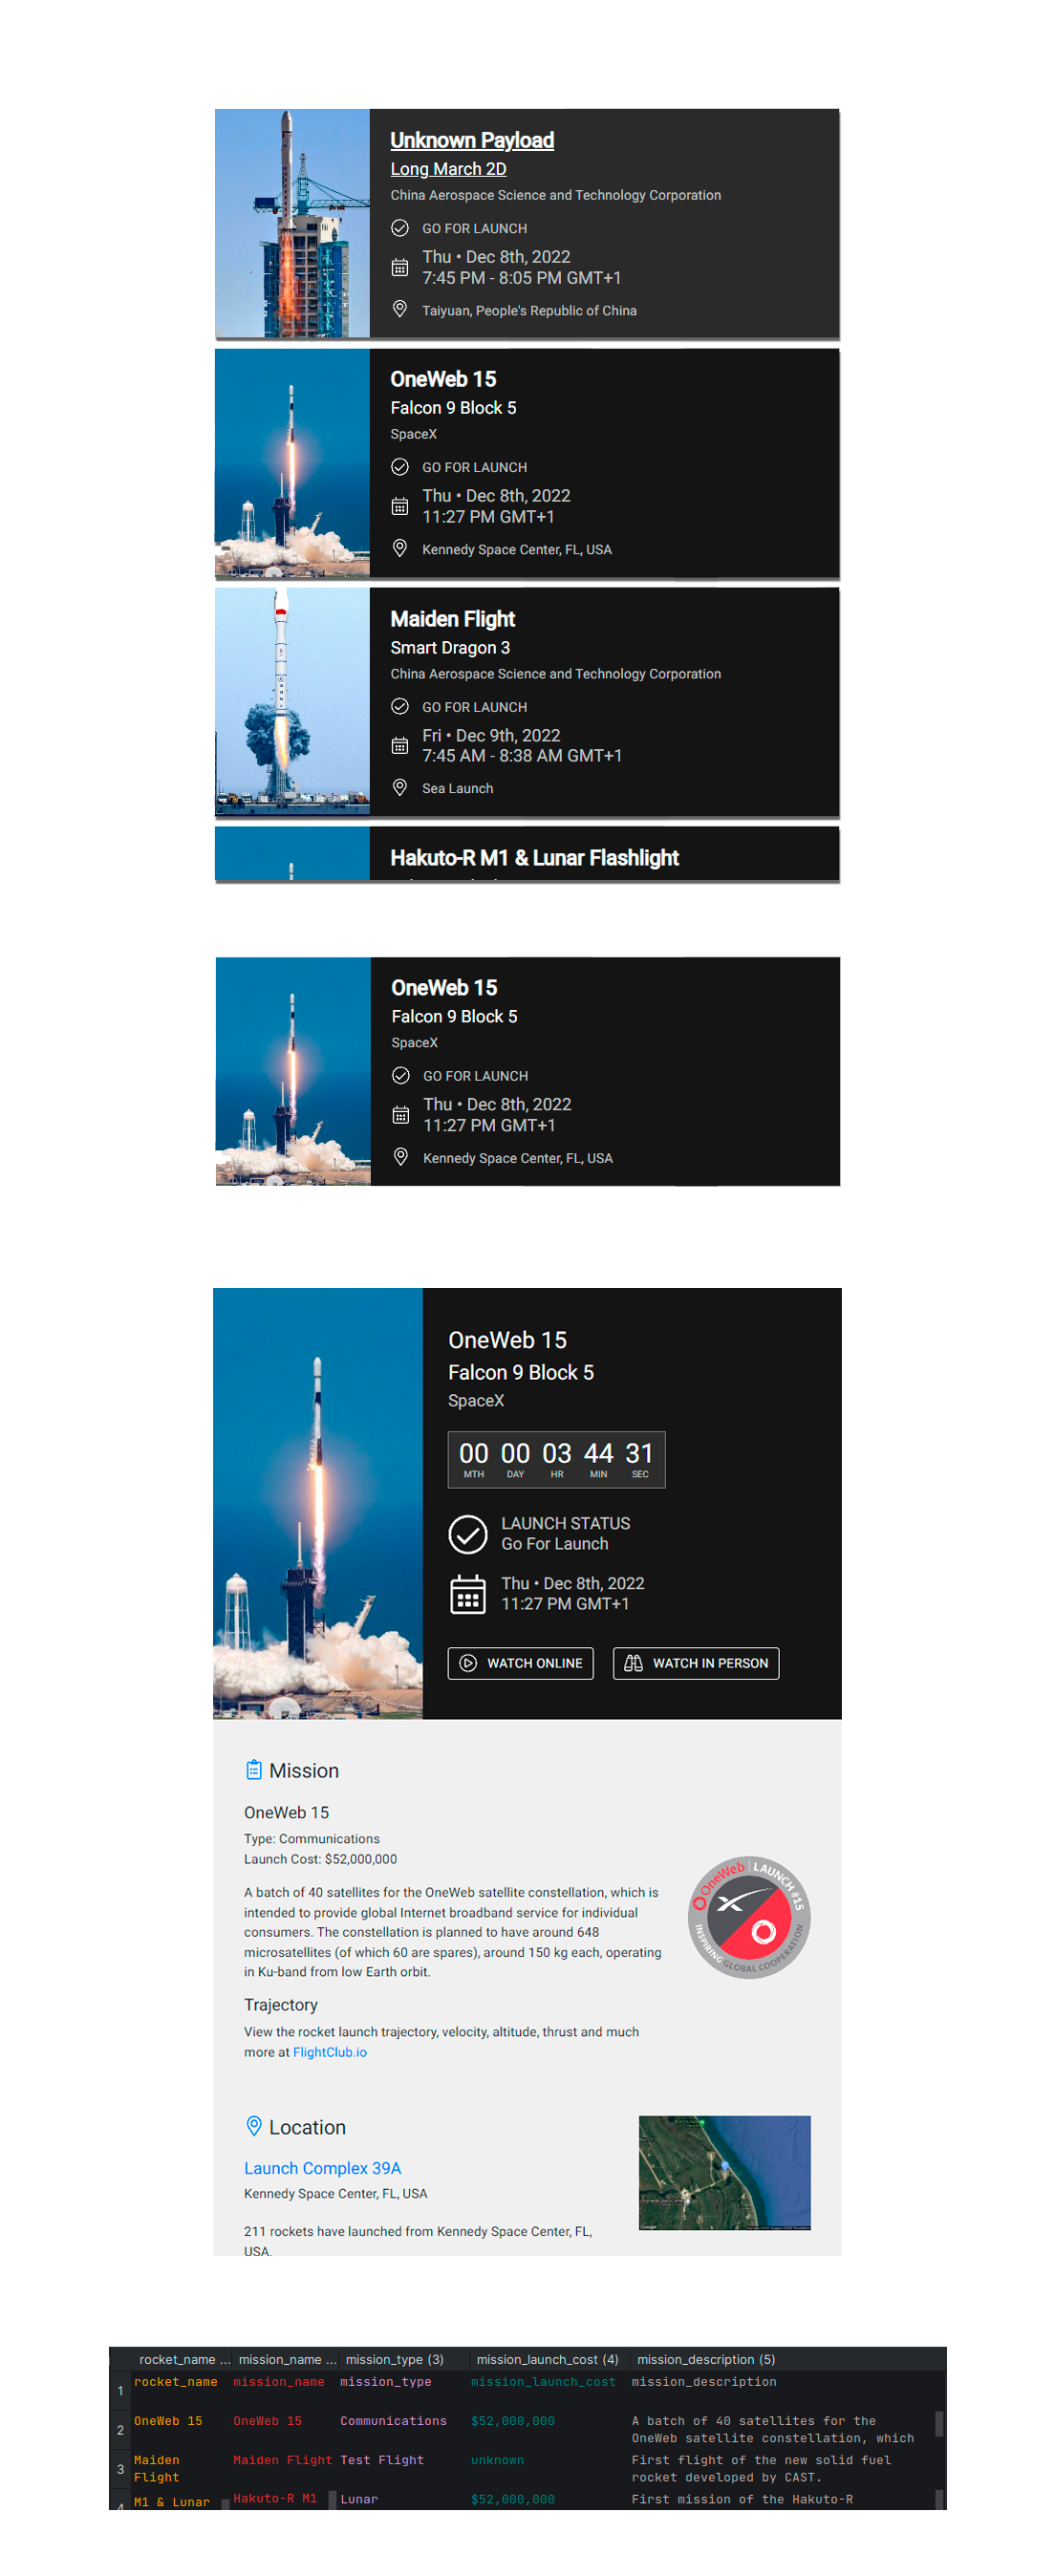 Unknown Payload
Long March 2D
China Aerospace Science and Technology Corporation
GO FOR LAUNCH
Thu • Dec 8th, 2022
7:45 PM - 8:05 PM GMT+1
Taiyuan, People's Republic of China
OneWeb 15
Falcon 9 Block 5
SpaceX
GO FOR LAUNCH
Thu • Dec 8th, 2022
11:27 PM GMT+1
Kennedy Space Center, FL, USA
Maiden Flight
Smart Dragon 3
China Aerospace Science and Technology Corporation
GO FOR LAUNCH
Fri • Dec 9th, 2022
7:45 AM - 8:38 AM GMT+1
Sea Launch
Hakuto-R M1 & Lunar Flashlight
OneWeb 15
Falcon 9 Block 5
SpaceX
GO FOR LAUNCH
Thu • Dec 8th, 2022
11:27 PM GMT+1
Kennedy Space Center, FL, USA
OneWeb 15
Falcon 9 Block 5
SpaceX
00 00 03 44 31
MTH DAY HR MIN SEC
LAUNCH STATUS
Go For Launch
Thu • Dec 8th, 2022
11:27 PM GMT+1
WATCH ONLINE WATCH IN PERSON
Mission
OneWeb 15
Type: Communications
Launch Cost: $52,000,000
A batch of 40 satellites for the OneWeb satellite constellation, which is
intended to provide global Internet broadband service for individual
consumers. The constellation is planned to have around 648
microsatellites (of which 60 are spares), around 150 kg each, operating
in Ku-band from low Earth orbit.
OneWeb | LAUNCH #15
INSPIRING GLOBAL COOPERATION
Trajectory
View the rocket launch trajectory, velocity, altitude, thrust and much
more at FlightClub.io
Location
Launch Complex 39A
Kennedy Space Center, FL, USA
211 rockets have launched from Kennedy Space Center, FL,
USA.
Google
rocket_name ... mission_name ... mission_type (3) mission_launch_cost (4) mission_description (5)
1 rocket_name mission_name mission_type mission_launch_cost mission_description
2 OneWeb 15 OneWeb 15 Communications $52,000,000 A batch of 40 satellites for the
OneWeb satellite constellation, which
3 Maiden Maiden Flight Test Flight unknown First flight of the new solid fuel
Flight rocket developed by CAST.
4 M1 & Lunar Hakuto-R M1 Lunar $52,000,000 First mission of the Hakuto-R